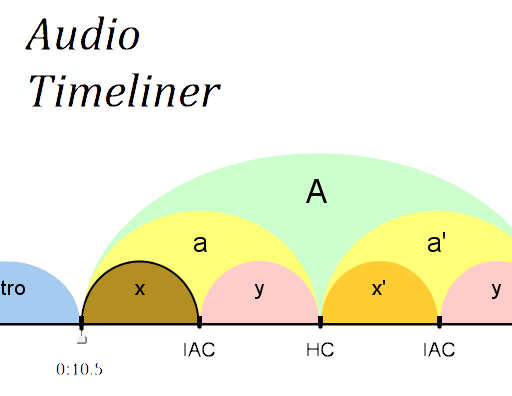 Audio
Timeliner
A
a a'
tro x y x' y
IAC HC IAC
0:10.5